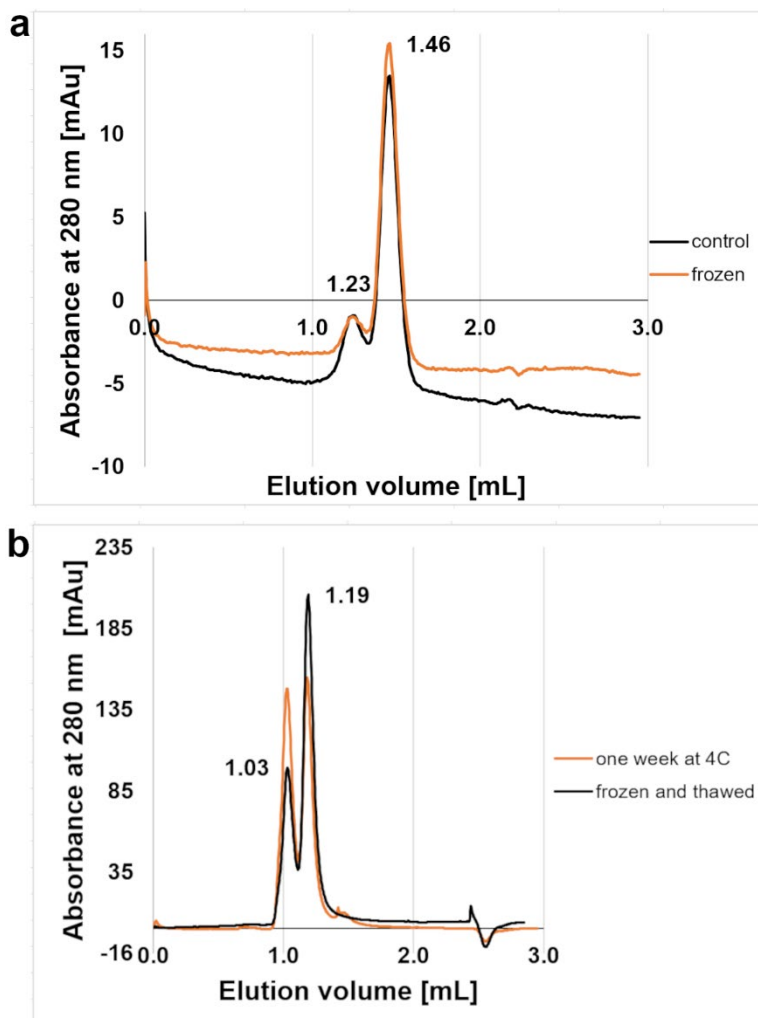 a
Absorbance at 280 nm [mAu]
15
10
5
0
-5
-10
1.46
1.23
0.0
1.0
2.0
3.0
control
frozen
Elution volume [mL]
b
Absorbance at 280 nm [mAu]
235
185
135
85
35
-16
1.19
1.03
0.0
1.0
2.0
3.0
one week at 4C
frozen and thawed
Elution volume [mL]